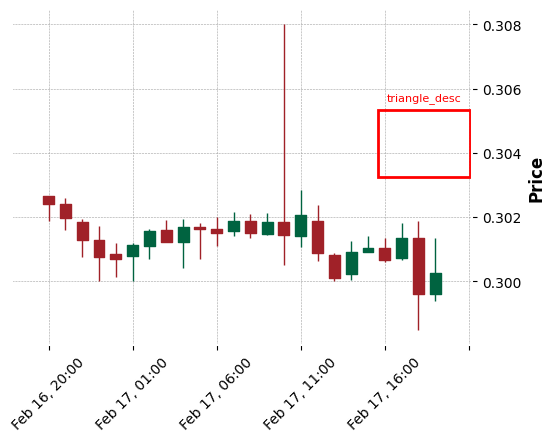 0.308
0.306
triangle_desc
0.304
0.302
0.300
Price
Feb 16, 20:00
Feb 17, 01:00
Feb 17, 06:00
Feb 17, 11:00
Feb 17, 16:00